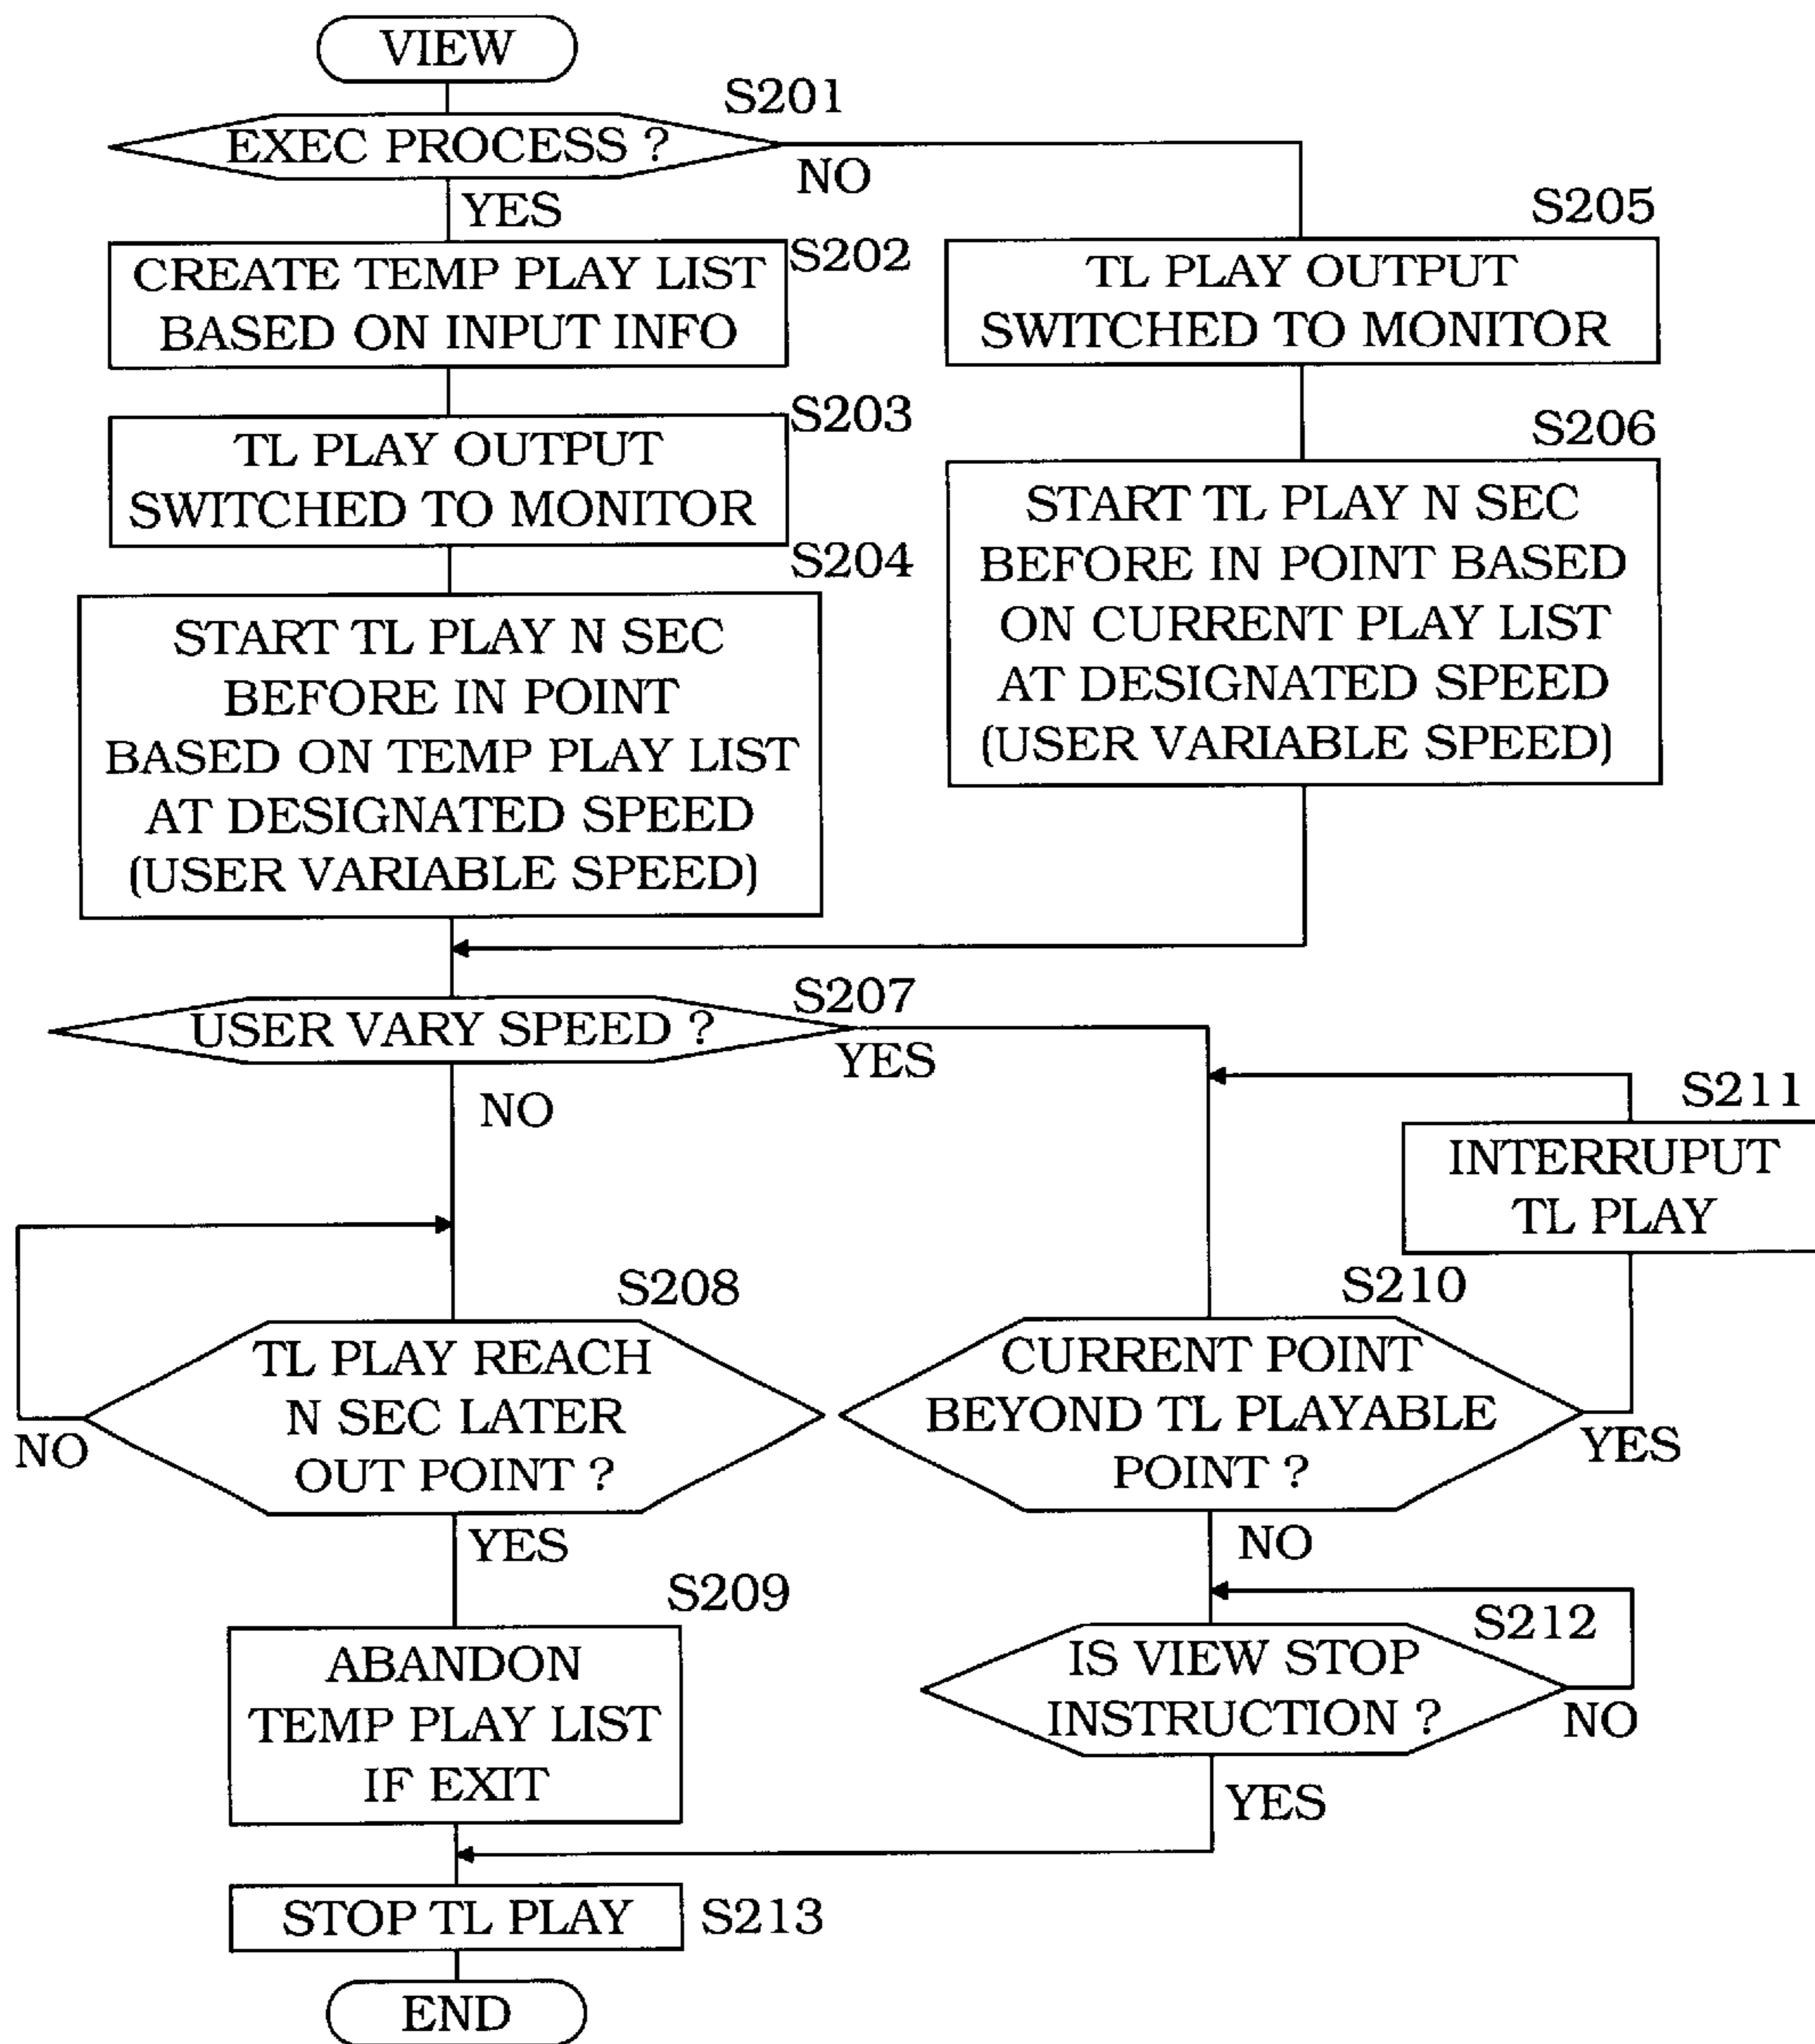 VIEW
S201
EXEC PROCESS ?
NO
YES
S202
CREATE TEMP PLAY LIST
BASED ON INPUT INFO
S203
TL PLAY OUTPUT
SWITCHED TO MONITOR
S204
START TL PLAY N SEC
BEFORE IN POINT
BASED ON TEMP PLAY LIST
AT DESIGNATED SPEED
(USER VARIABLE SPEED)
S205
TL PLAY OUTPUT
SWITCHED TO MONITOR
S206
START TL PLAY N SEC
BEFORE IN POINT BASED
ON CURRENT PLAY LIST
AT DESIGNATED SPEED
(USER VARIABLE SPEED)
S207
USER VARY SPEED ?
YES
NO
S208
TL PLAY REACH
N SEC LATER
OUT POINT ?
NO
YES
S209
ABANDON
TEMP PLAY LIST
IF EXIT
S211
INTERRUPUT
TL PLAY
S210
CURRENT POINT
BEYOND TL PLAYABLE
POINT ?
YES
NO
S212
IS VIEW STOP
INSTRUCTION ?
NO
YES
STOP TL PLAY
S213
END